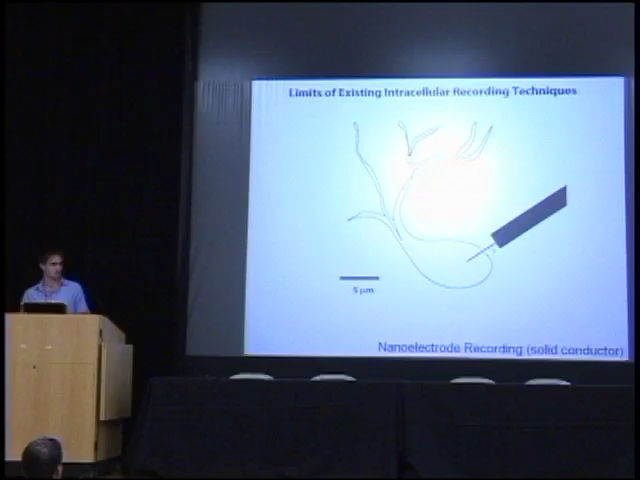 Limits of Existing Intracellular Recording Techniques
5 μm
Nanoelectrode Recording (solid conductor)